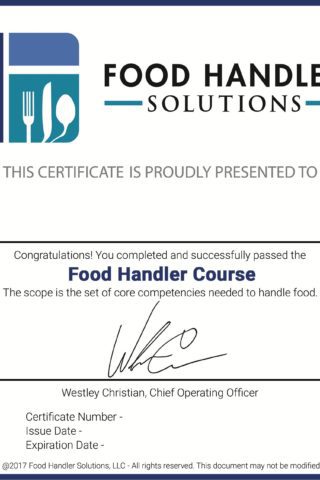 FOOD HANDLE
SOLUTIONS
THIS CERTIFICATE IS PROUDLY PRESENTED TO
Congratulations! You completed and successfully passed the
Food Handler Course
The scope is the set of core competencies needed to handle food.
Westley Christian, Chief Operating Officer
Certificate Number -
Issue Date -
Expiration Date -
@2017 Food Handler Solutions, LLC - All rights reserved. This document may not be modified